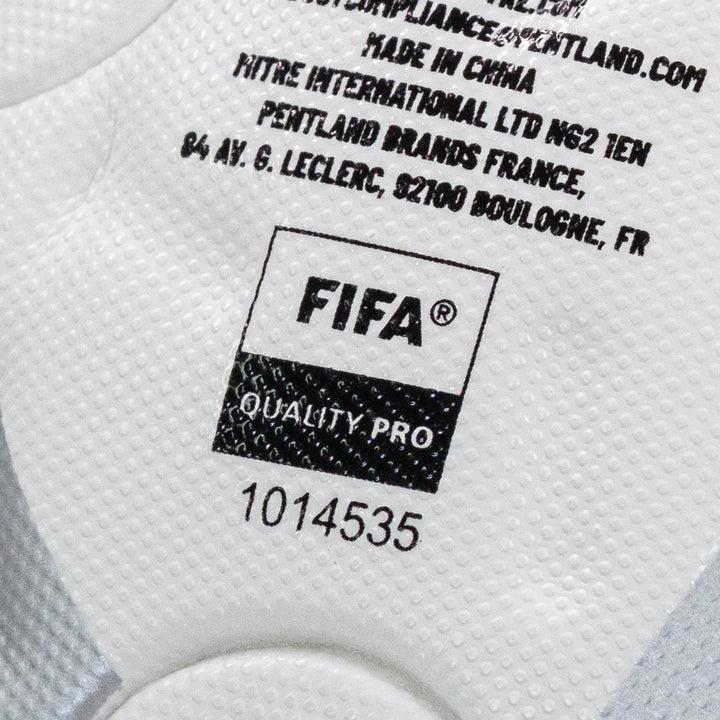 MADE IN CHINA
MITRE INTERNATIONAL LTD NG2 1EN
PENTLAND BRANDS FRANCE,
84 AV. G. LECLERC, 92100 BOULOGNE, FR
FIFA®
QUALITY PRO
1014535